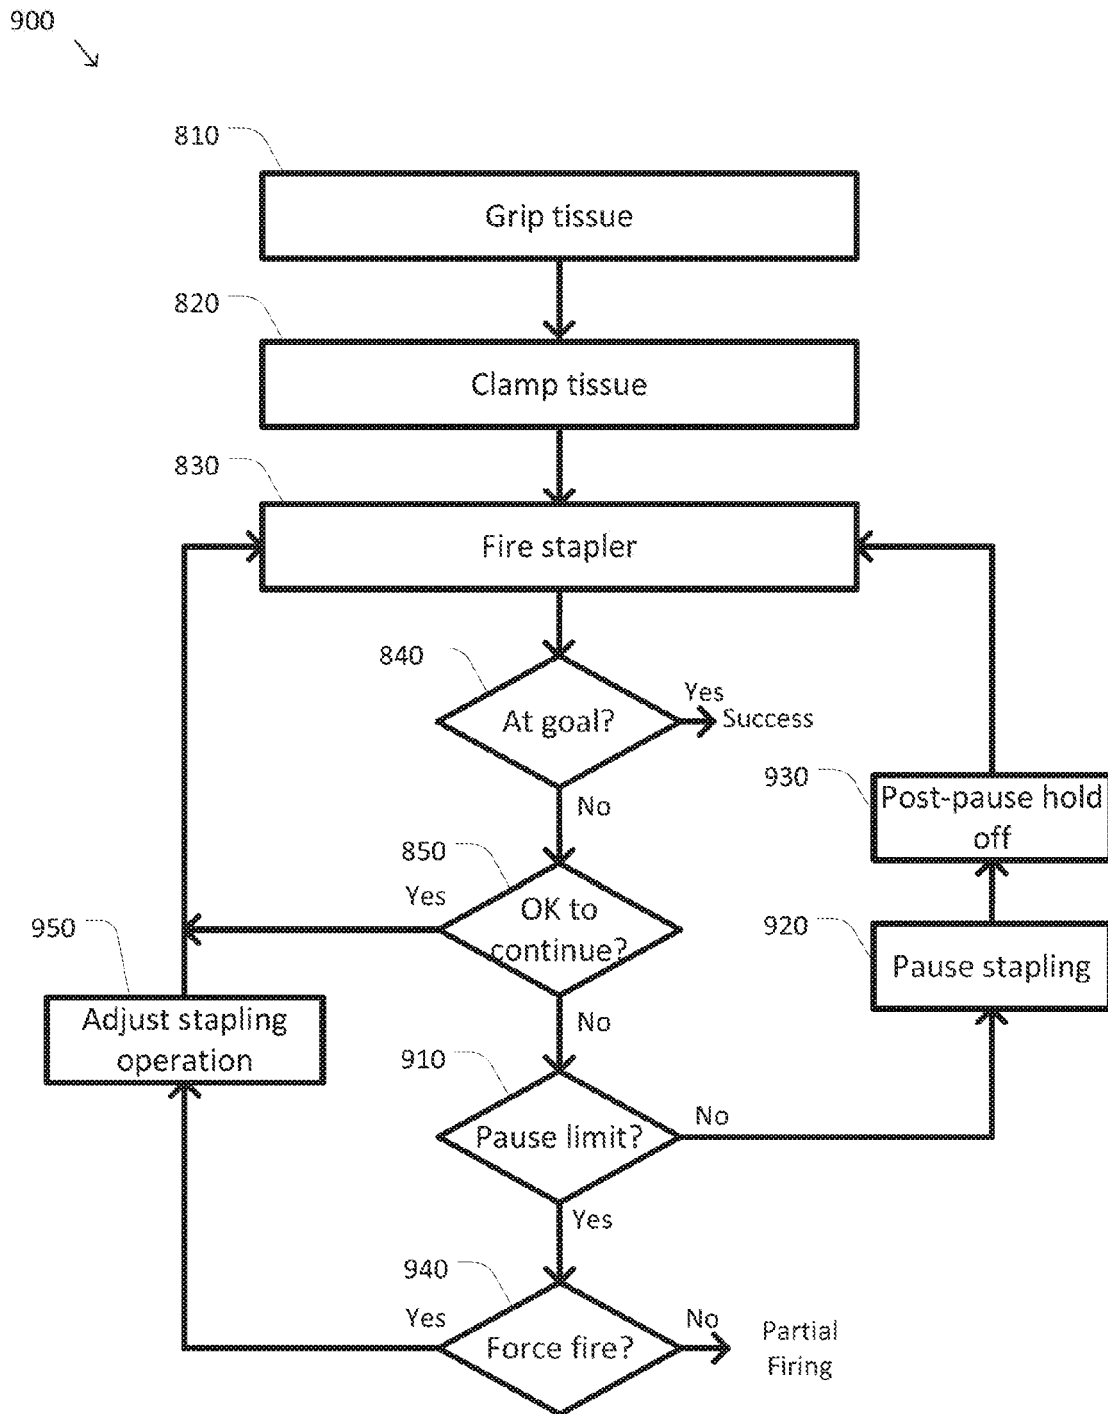 900
810
Grip tissue
820
Clamp tissue
830
Fire stapler
840
At goal?
Yes
Success
No
930
Post-pause hold
off
850
Yes
OK to
continue?
950
920
Pause stapling
Adjust stapling
operation
No
910
Pause limit?
No
Yes
940
Yes
Force fire?
No
Partial
Firing